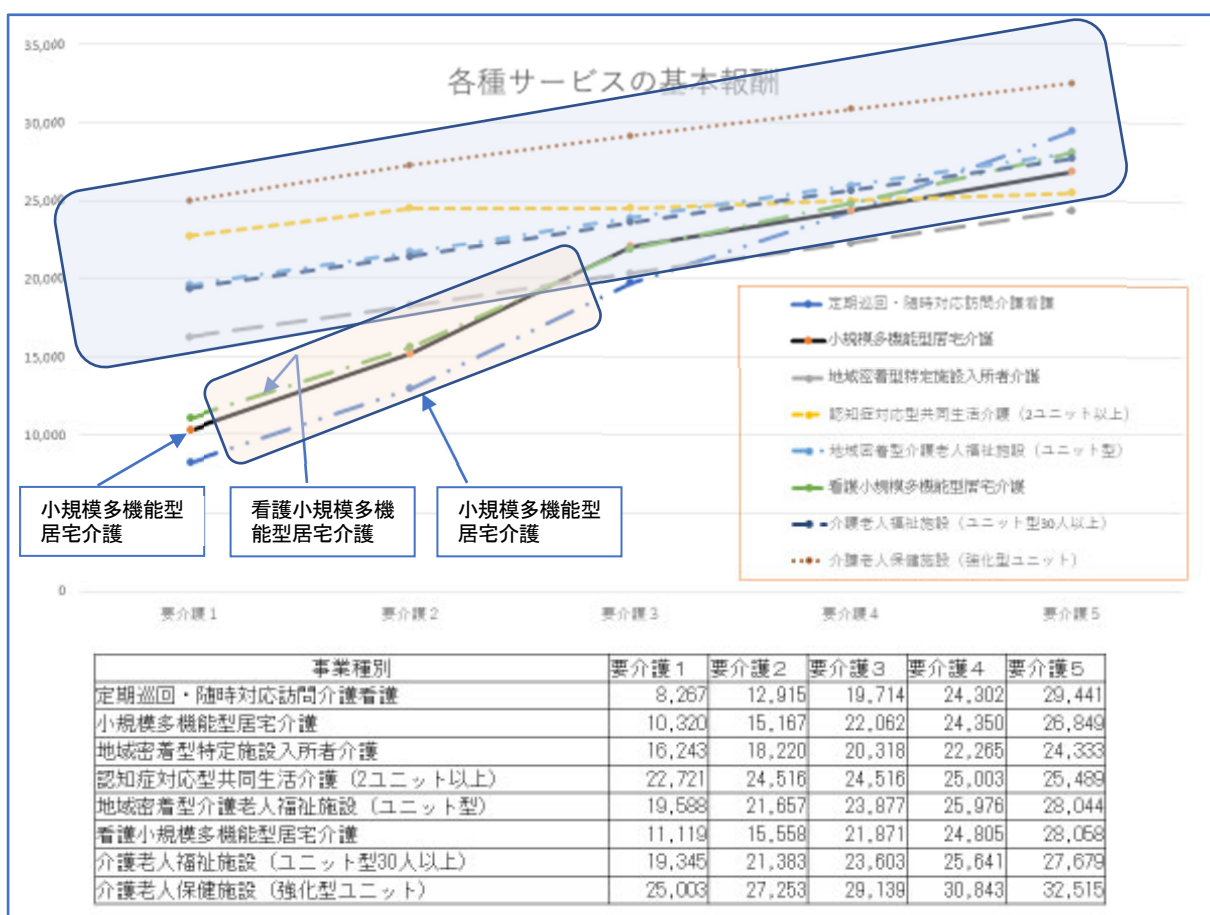 各種サービスの基本報酬
35,000
30,000
25,000
20,000
15,000
10,000
0
要介護1 要介護2 要介護3 要介護4 要介護5
定期巡回・随時対応訪問介護看護
小規模多機能型居宅介護
地域密着型特定施設入所者介護
認知症対応型共同生活介護（2ユニット以上）
地域密着型介護老人福祉施設（ユニット型）
看護小規模多機能型居宅介護
介護老人福祉施設（ユニット型30人以上）
介護老人保健施設（強化型ユニット）
小規模多機能型
居宅介護
看護小規模多機
能型居宅介護
小規模多機能型
居宅介護
事業種別 要介護1 要介護2 要介護3 要介護4 要介護5
定期巡回・随時対応訪問介護看護 8,267 12,915 19,714 24,302 29,441
小規模多機能型居宅介護 10,320 15,167 22,062 24,350 26,849
地域密着型特定施設入所者介護 16,243 18,220 20,318 22,265 24,333
認知症対応型共同生活介護（2ユニット以上） 22,721 24,516 24,516 25,003 25,489
地域密着型介護老人福祉施設（ユニット型） 19,588 21,657 23,877 25,976 28,044
看護小規模多機能型居宅介護 11,119 15,558 21,871 24,805 28,058
介護老人福祉施設（ユニット型30人以上） 19,345 21,383 23,603 25,641 27,679
介護老人保健施設（強化型ユニット） 25,003 27,253 29,139 30,843 32,515